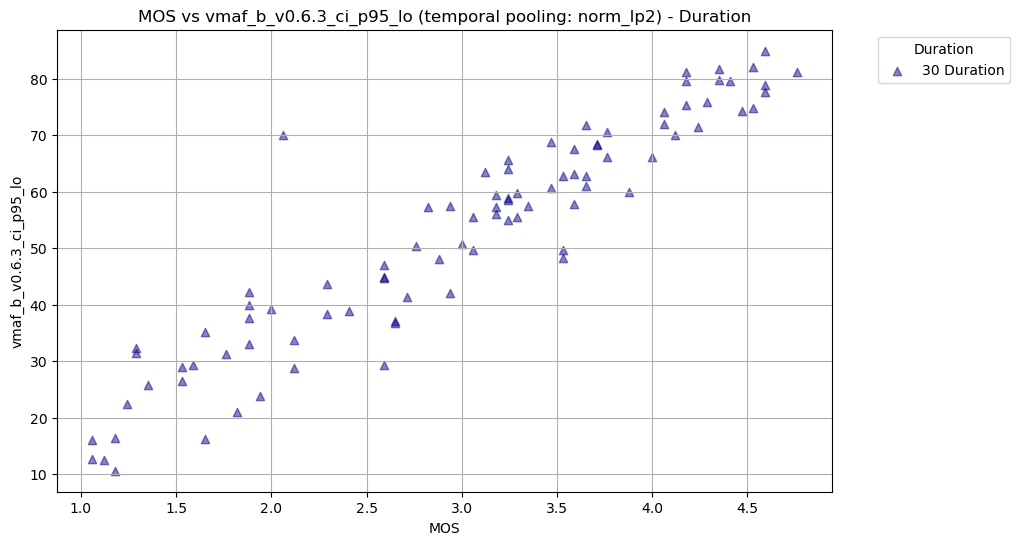 MOS vs vmaf_b_v0.6.3_ci_p95_lo (temporal pooling: norm_lp2) - Duration
Duration
30 Duration
vmaf_b_v0.6.3_ci_p95_lo
80
70
60
50
40
30
20
10
1.0 1.5 2.0 2.5 3.0 3.5 4.0 4.5
MOS